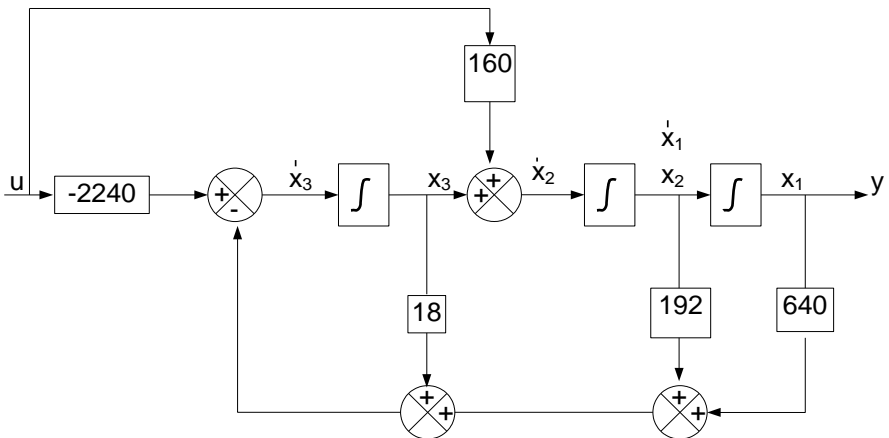 160
ẋ₁
u
-2240
+
-
ẋ₃
∫
x₃
+
+
ẋ₂
∫
x₂
∫
x₁
y
18
192
640
+
+
+
+